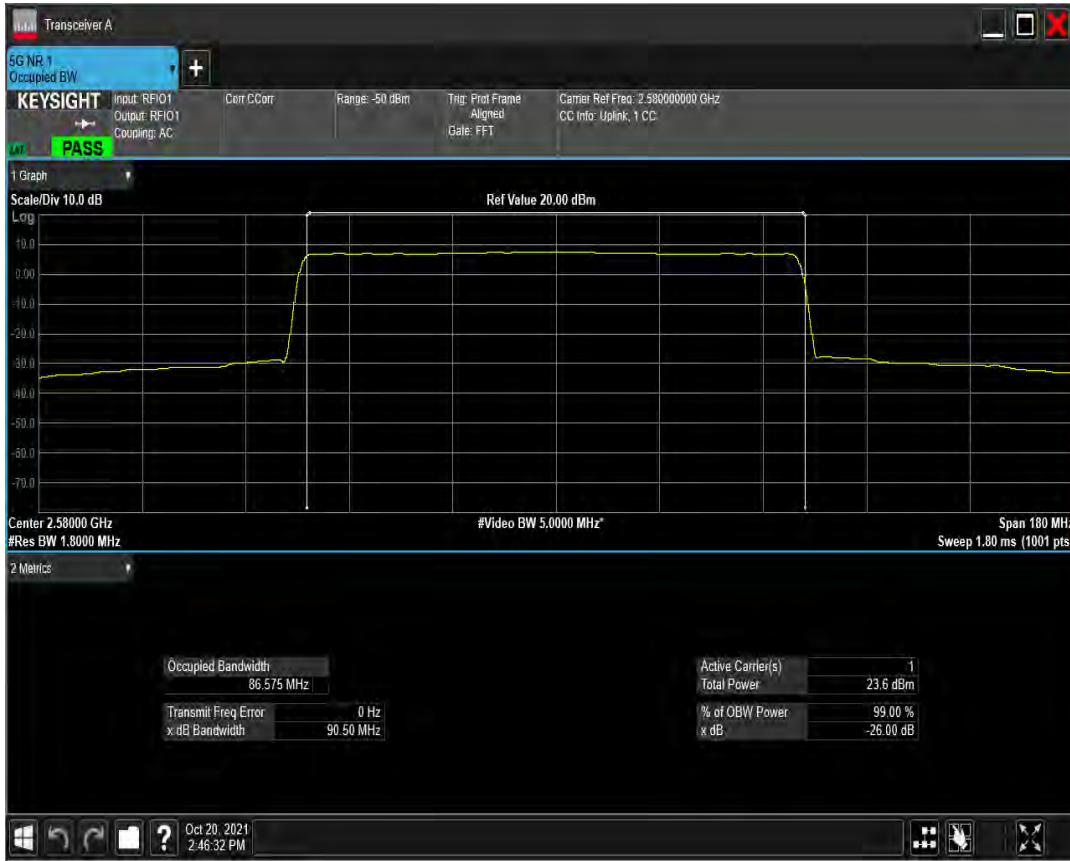 Transceiver A
5G NR 1
Occupied BW
+
KEYSIGHT
Input: RFIO1
Output: RFIO1
Coupling: AC
Corr CCorr
Range: -50 dBm
Trig: Prot Frame
Aligned
Gate: FFT
Carrier Ref Freq: 2.580000000 GHz
CC Info: Uplink, 1 CC
PASS
1 Graph
Scale/Div 10.0 dB
Ref Value 20.00 dBm
Log
10.0
0.00
-10.0
-20.0
-30.0
-40.0
-50.0
-60.0
-70.0
Center 2.58000 GHz
#Video BW 5.0000 MHz*
Span 180 MHz
#Res BW 1.8000 MHz
Sweep 1.80 ms (1001 pts
2 Metrics
Occupied Bandwidth
86.575 MHz
Transmit Freq Error 0 Hz
x dB Bandwidth 90.50 MHz
Active Carrier(s) 1
Total Power 23.6 dBm
% of OBW Power 99.00 %
x dB -26.00 dB
?
Oct 20, 2021
2:46:32 PM